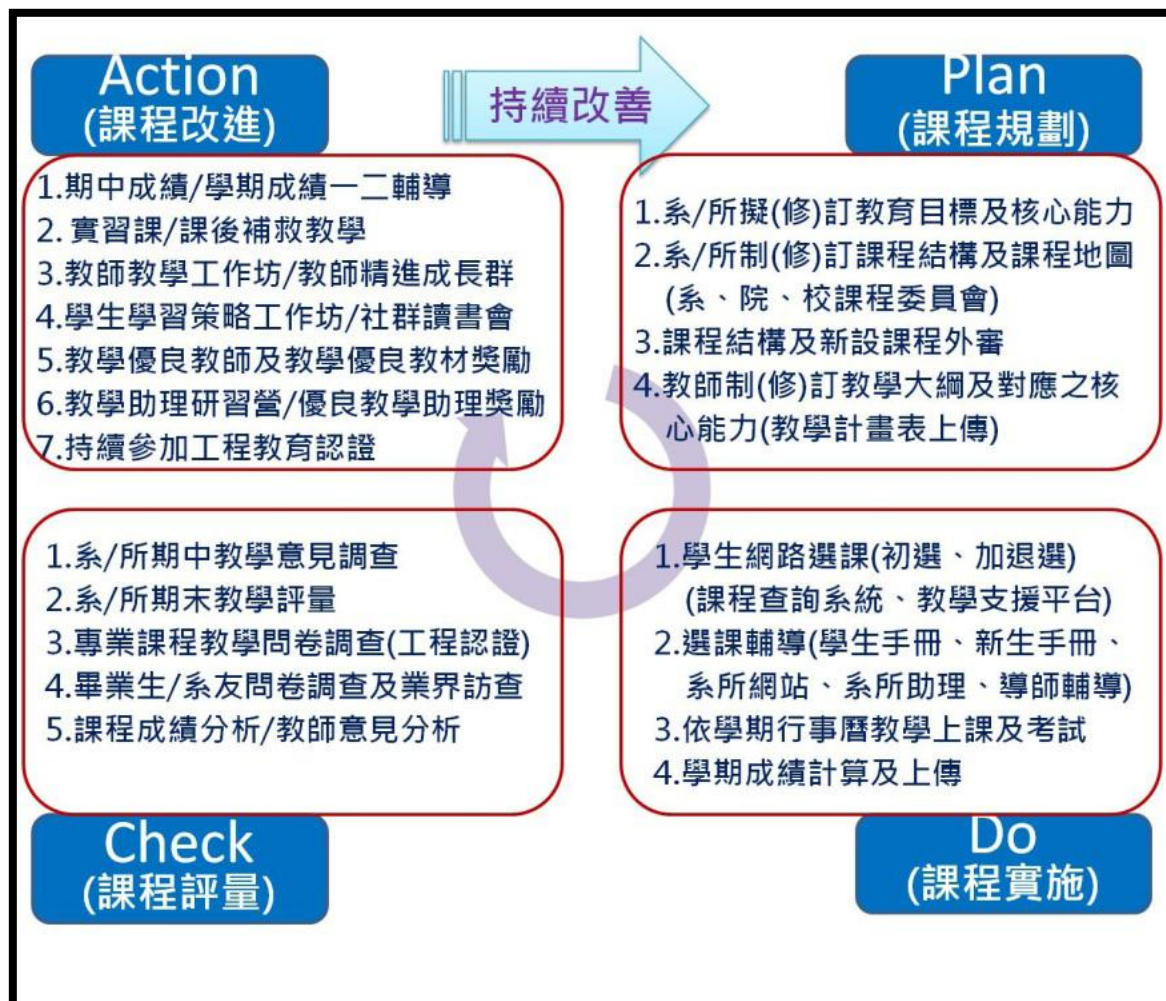 Action
(課程改進)
持續改善
Plan
(課程規劃)
1.期中成績/學期成績一二輔導
2. 實習課/課後補救教學
3.教師教學工作坊/教師精進成長群
4.學生學習策略工作坊/社群讀書會
5.教學優良教師及教學優良教材獎勵
6.教學助理研習營/優良教學助理獎勵
7.持續參加工程教育認證
1.系/所擬(修)訂教育目標及核心能力
2.系/所制(修)訂課程結構及課程地圖
(系、院、校課程委員會)
3.課程結構及新設課程外審
4.教師制(修)訂教學大綱及對應之核
心能力(教學計畫表上傳)
1.系/所期中教學意見調查
2.系/所期末教學評量
3.專業課程教學問卷調查(工程認證)
4.畢業生/系友問卷調查及業界訪查
5.課程成績分析/教師意見分析
1.學生網路選課(初選、加退選)
(課程查詢系統、教學支援平台)
2.選課輔導(學生手冊、新生手冊、
系所網站、系所助理、導師輔導)
3.依學期行事曆教學上課及考試
4.學期成績計算及上傳
Check
(課程評量)
Do
(課程實施)